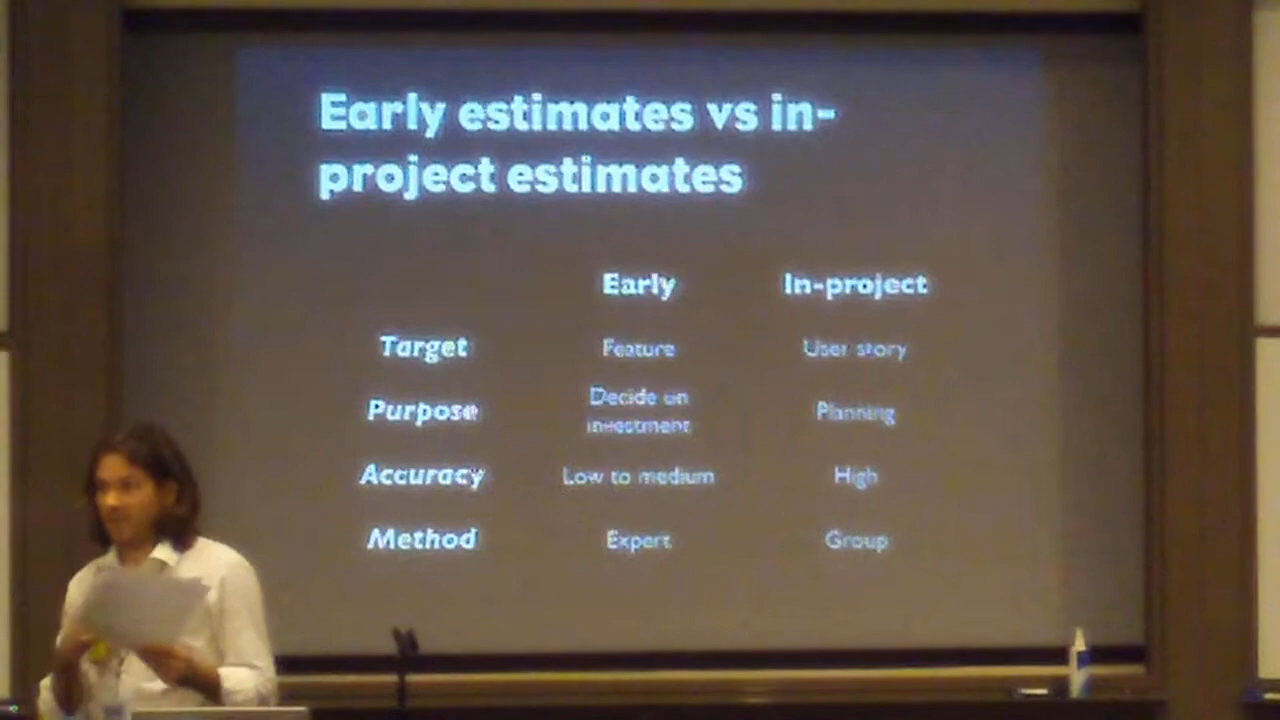 Early estimates vs in-
project estimates
Early In-project
Target Feature User story
Purpose Decide on investment Planning
Accuracy Low to medium High
Method Expert Group